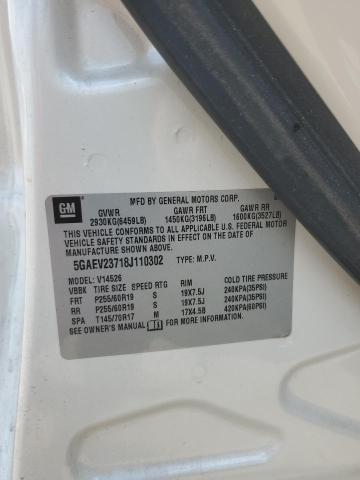 GM
MFD BY GENERAL MOTORS CORP.
GVWR GAWR FRT GAWR RR
2930KG(6459LB) 1450KG(3196LB) 1600KG(3527LB)
THIS VEHICLE CONFORMS TO ALL APPLICABLE U.S. FEDERAL MOTOR
VEHICLE SAFETY STANDARDS IN EFFECT ON THE DATE OF
MANUFACTURE SHOWN ABOVE.
5GAEV23718J110302 TYPE: M.P.V.
MODEL: V14526
VBBK TIRE SIZE SPEED RTG RIM COLD TIRE PRESSURE
FRT P255/60R19 S 19X7.5J 240KPA(35PSI)
RR P255/60R19 S 19X7.5J 240KPA(35PSI)
SPA T145/70R17 M 17X4.5B 420KPA(60PSI)
SEE OWNER'S MANUAL FOR ADDITIONAL INFORMATION.